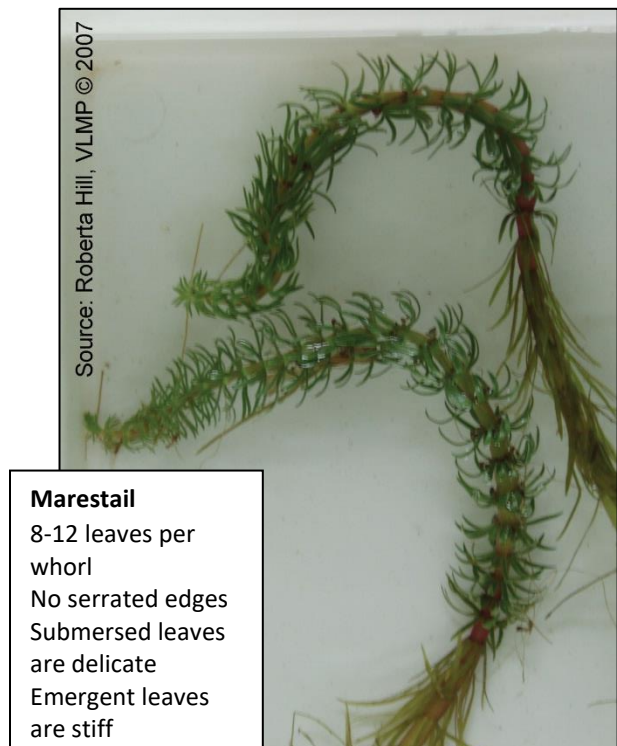 Source: Roberta Hill, VLMP © 2007
Marestail
8-12 leaves per
whorl
No serrated edges
Submersed leaves
are delicate
Emergent leaves
are stiff